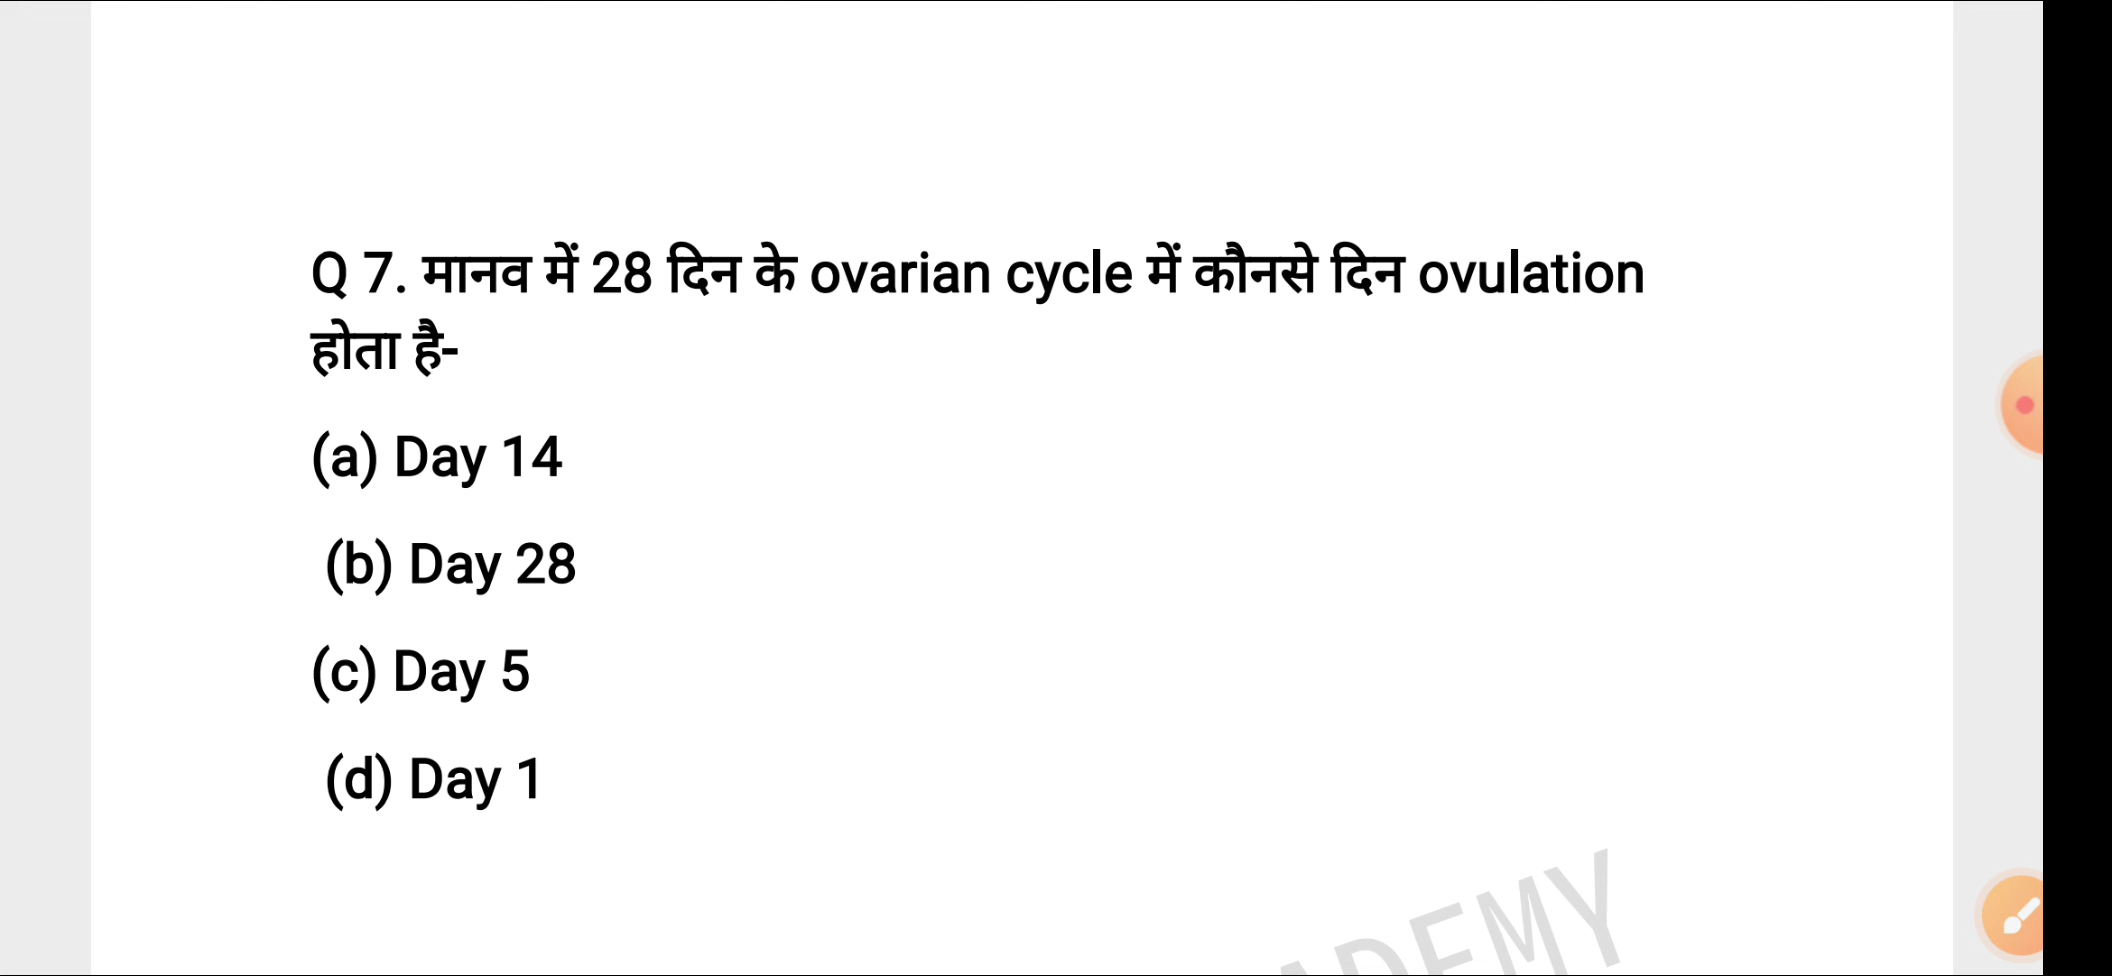 Q 7. मानव में 28 दिन के ovarian cycle में कौनसे दिन ovulation
होता है-
(a) Day 14
(b) Day 28
(c) Day 5
(d) Day 1